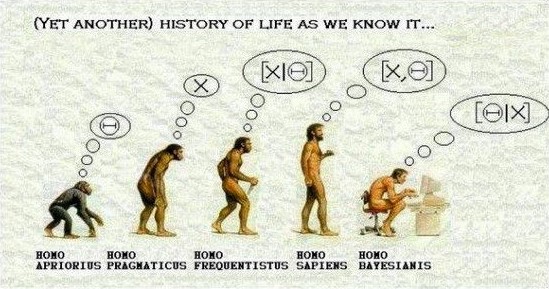 (YET ANOTHER) HISTORY OF LIFE AS WE KNOW IT...
Θ
X
[X|Θ]
[X,Θ]
[Θ|X]
HOMO APRIORIUS
HOMO PRAGMATICUS
HOMO FREQUENTISTUS
HOMO SAPIENS
HOMO BAYESIANIS